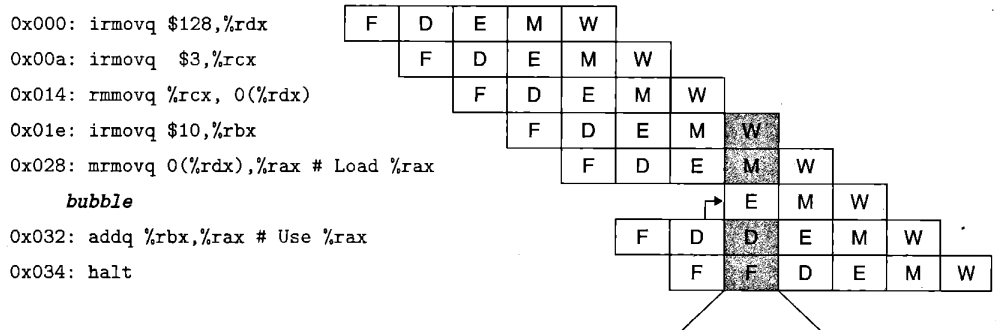 0x000: irmovq $128,%rdx F D E M W
0x00a: irmovq $3,%rcx F D E M W
0x014: rmmovq %rcx, 0(%rdx) F D E M W
0x01e: irmovq $10,%rbx F D E M W
0x028: mrmovq 0(%rdx),%rax # Load %rax F D E M W
bubble E M W
0x032: addq %rbx,%rax # Use %rax F D D E M W
0x034: halt F F D E M W